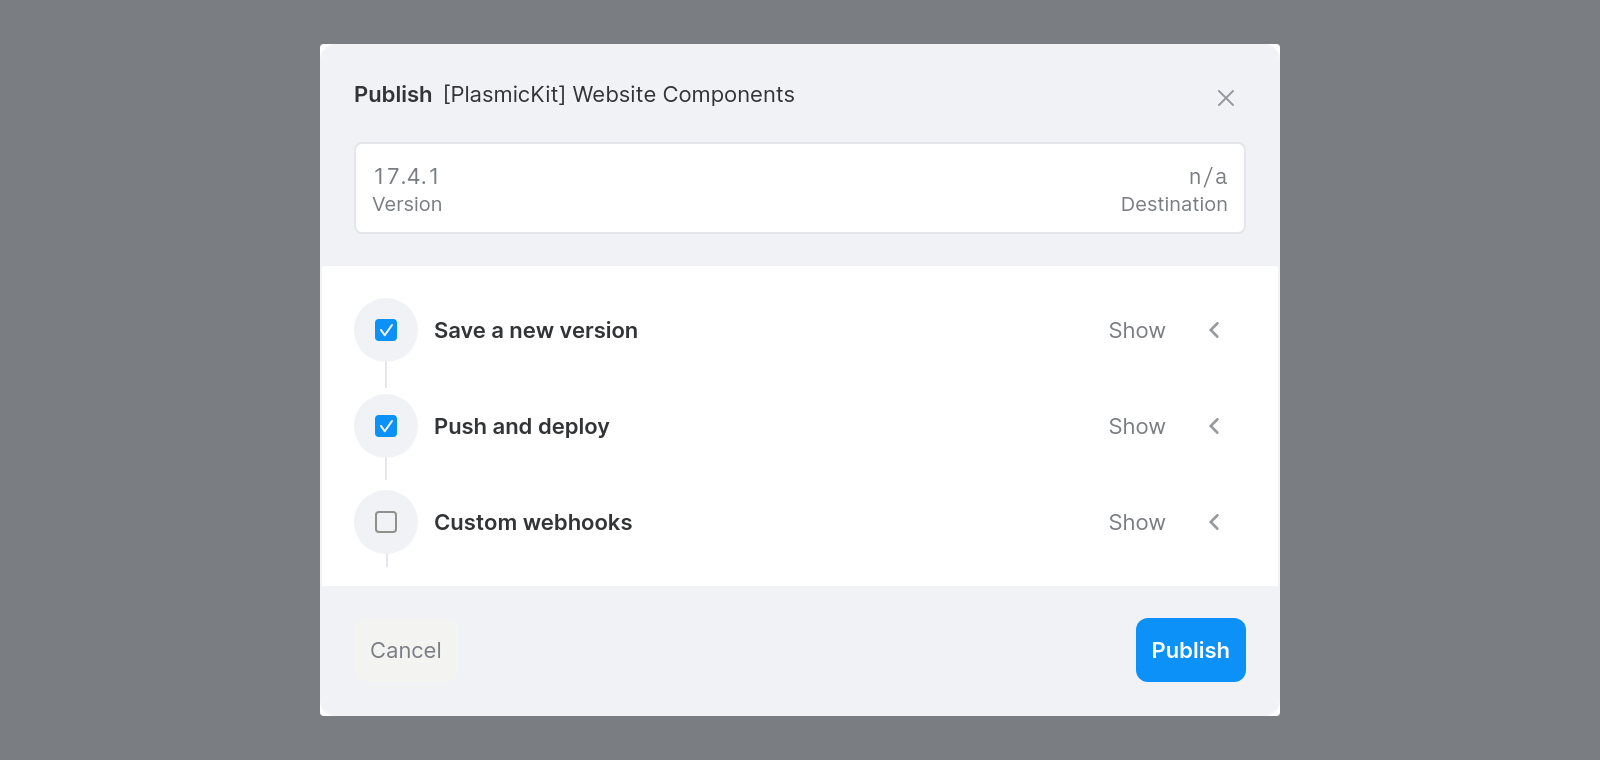 Publish [PlasmicKit] Website Components
17.4.1 n/a
Version Destination
Save a new version Show
Push and deploy Show
Custom webhooks Show
Cancel Publish